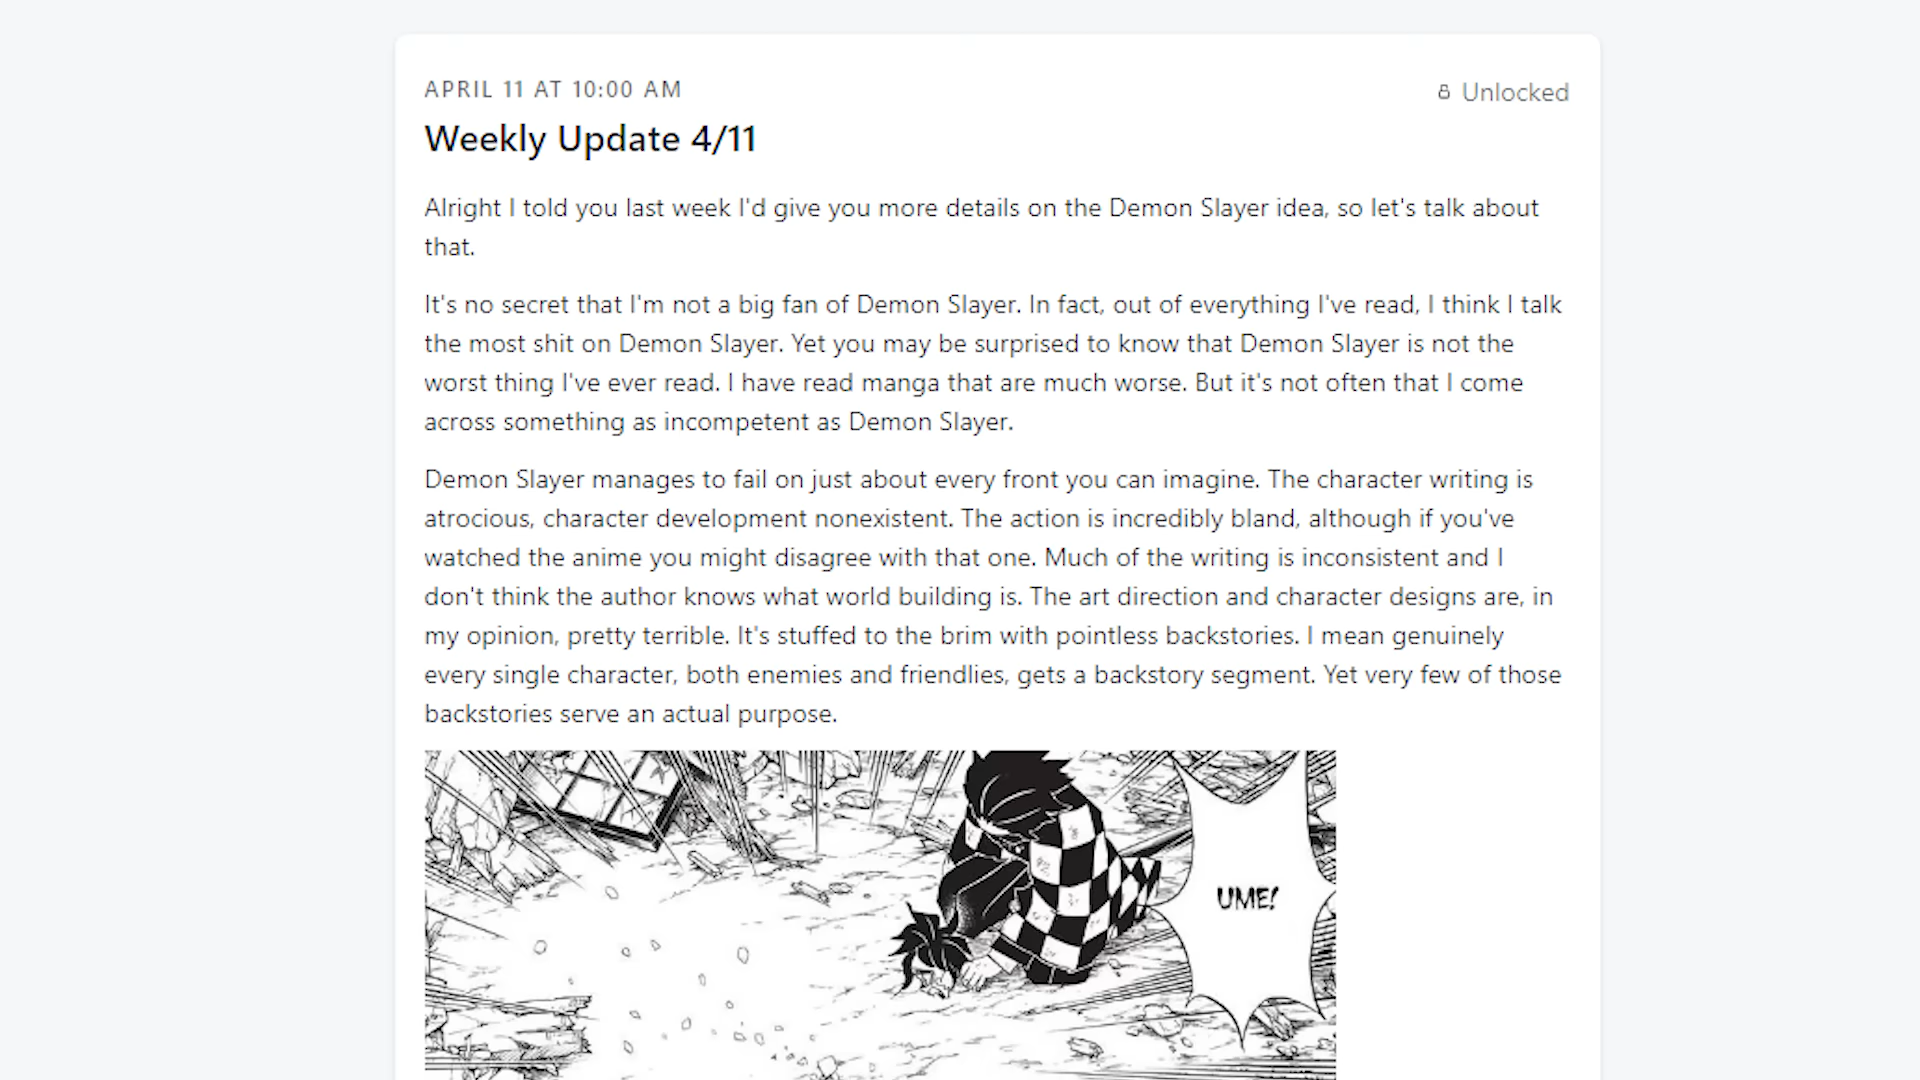 APRIL 11 AT 10:00 AM
Unlocked
Weekly Update 4/11
Alright I told you last week I'd give you more details on the Demon Slayer idea, so let's talk about
that.
It's no secret that I'm not a big fan of Demon Slayer. In fact, out of everything I've read, I think I talk
the most shit on Demon Slayer. Yet you may be surprised to know that Demon Slayer is not the
worst thing I've ever read. I have read manga that are much worse. But it's not often that I come
across something as incompetent as Demon Slayer.
Demon Slayer manages to fail on just about every front you can imagine. The character writing is
atrocious, character development nonexistent. The action is incredibly bland, although if you've
watched the anime you might disagree with that one. Much of the writing is inconsistent and I
don't think the author knows what world building is. The art direction and character designs are, in
my opinion, pretty terrible. It's stuffed to the brim with pointless backstories. I mean genuinely
every single character, both enemies and friendlies, gets a backstory segment. Yet very few of those
backstories serve an actual purpose.
UME!